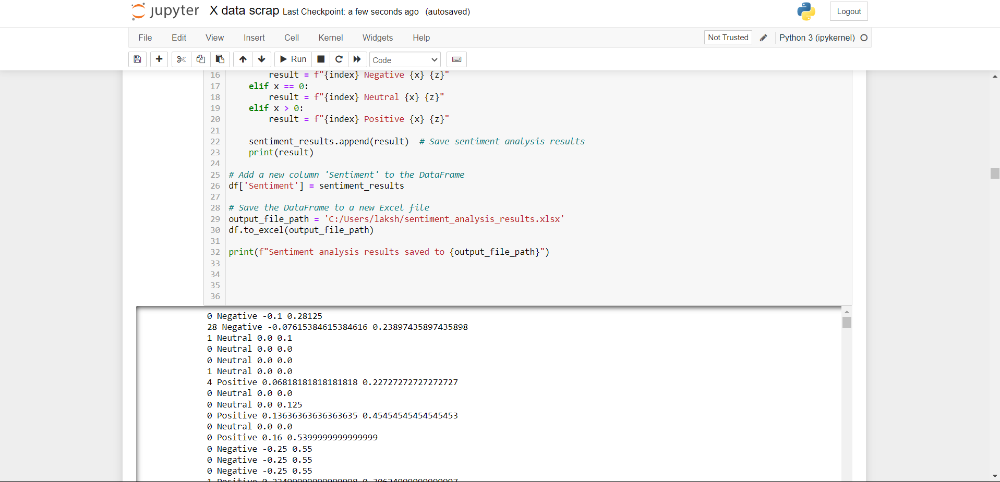 jupyter X data scrap Last Checkpoint: a few seconds ago (autosaved) Logout
File Edit View Insert Cell Kernel Widgets Help Not Trusted Python 3 (ipykernel)
Run Code
16 result = f"{index} Negative {x} {z}"
17 elif x == 0:
18 result = f"{index} Neutral {x} {z}"
19 elif x > 0:
20 result = f"{index} Positive {x} {z}"
21
22 sentiment_results.append(result) # Save sentiment analysis results
23 print(result)
24
25 # Add a new column 'Sentiment' to the DataFrame
26 df['Sentiment'] = sentiment_results
27
28 # Save the DataFrame to a new Excel file
29 output_file_path = 'C:/Users/laksh/sentiment_analysis_results.xlsx'
30 df.to_excel(output_file_path)
31
32 print(f"Sentiment analysis results saved to {output_file_path}")
33
34
35
36
0 Negative -0.1 0.28125
28 Negative -0.07615384615384616 0.23897435897435898
1 Neutral 0.0 0.1
0 Neutral 0.0 0.0
0 Neutral 0.0 0.0
1 Neutral 0.0 0.0
4 Positive 0.06818181818181818 0.22727272727272727
0 Neutral 0.0 0.0
0 Neutral 0.0 0.125
0 Positive 0.13636363636363635 0.45454545454545453
0 Neutral 0.0 0.0
0 Positive 0.16 0.5399999999999999
0 Negative -0.25 0.55
0 Negative -0.25 0.55
0 Negative -0.25 0.55
1 Positive